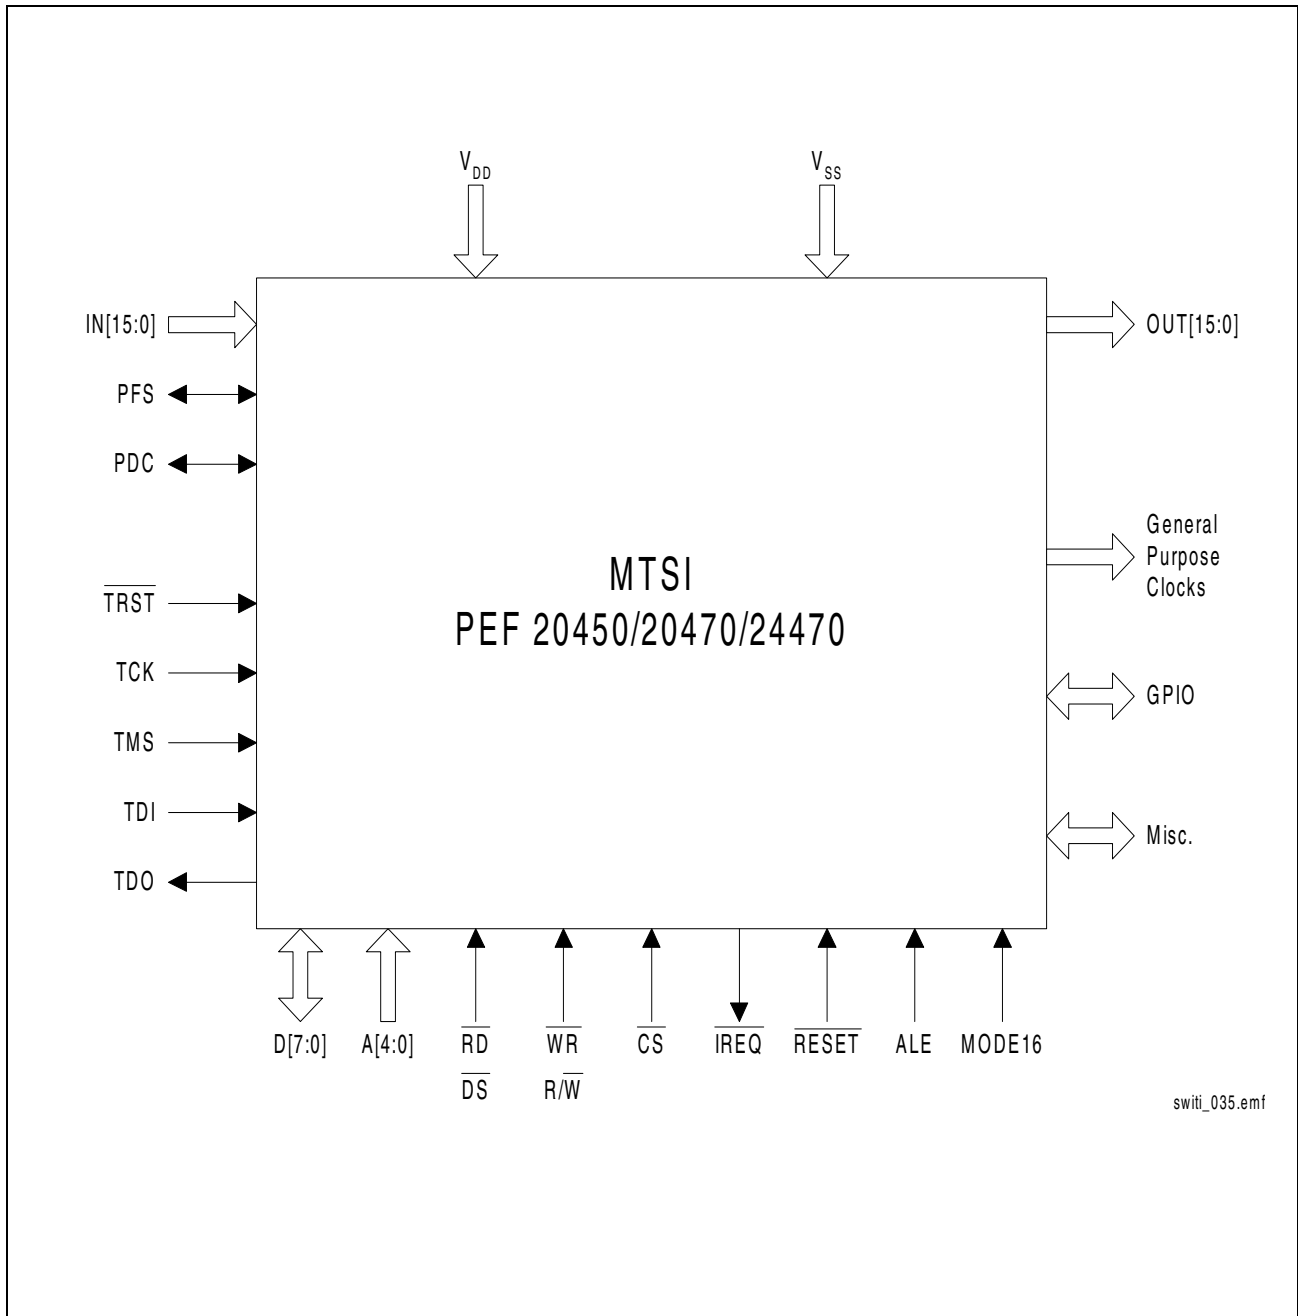 VDD
VSS
IN[15:0]
OUT[15:0]
PFS
PDC
General
Purpose
Clocks
MTSI
PEF 20450/20470/24470
TRST
TCK
GPIO
TMS
TDI
Misc.
TDO
D[7:0] A[4:0] RD WR CS IREQ RESET ALE MODE16
DS R/W
switi_035.emf